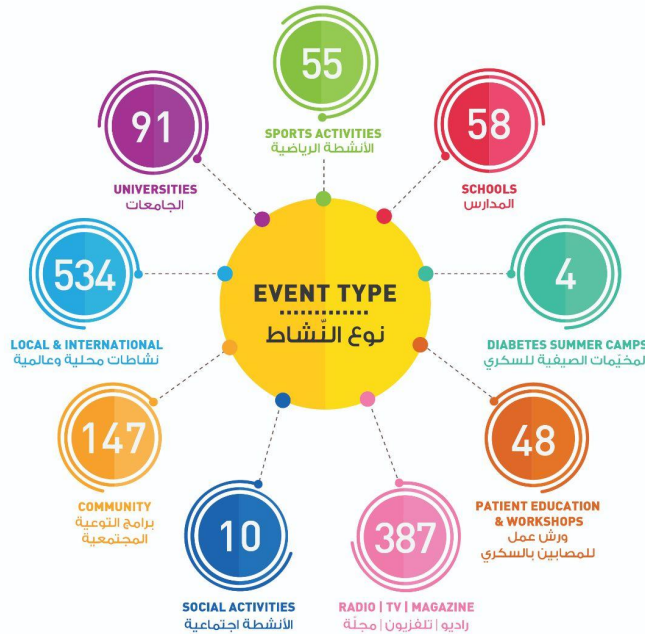 55
SPORTS ACTIVITIES
الأنشطة الرياضية
58
SCHOOLS
المدارس
4
DIABETES SUMMER CAMPS
المخيّمات الصيفية للسكري
48
PATIENT EDUCATION
& WORKSHOPS
ورش عمل
للمصابين بالسكري
387
RADIO | TV | MAGAZINE
راديو | تلفزيون | مجلّة
10
SOCIAL ACTIVITIES
الأنشطة اجتماعية
147
COMMUNITY
برامج التوعية
المجتمعية
534
LOCAL & INTERNATIONAL
نشاطات محلية وعالمية
91
UNIVERSITIES
الجامعات
EVENT TYPE
نوع النّشاط